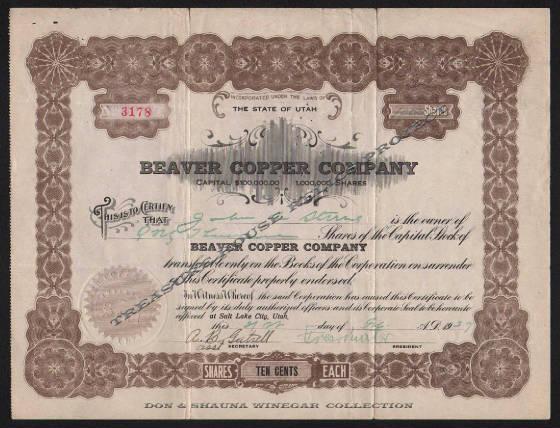 INCORPORATED UNDER THE LAWS OF
THE STATE OF UTAH
N 3178
SHARES
BEAVER COPPER COMPANY
CAPITAL $100,000.00 1,000,000 SHARES
THIS IS TO CERTIFY THAT John is the owner of
Shares of the Capital Stock of
BEAVER COPPER COMPANY
transferable only on the Books of the Corporation on surrender
this Certificate properly endorsed.
In Witness Whereof the said Corporation has caused this Certificate to be
signed by its duly authorized officers and its Corporate Seal to be hereunto
affixed at Salt Lake City, Utah,
this day of A.D. 19
ASST SECRETARY PRESIDENT
SHARES TEN CENTS EACH
TREASURE
DON & SHAUNA WINEGAR COLLECTION